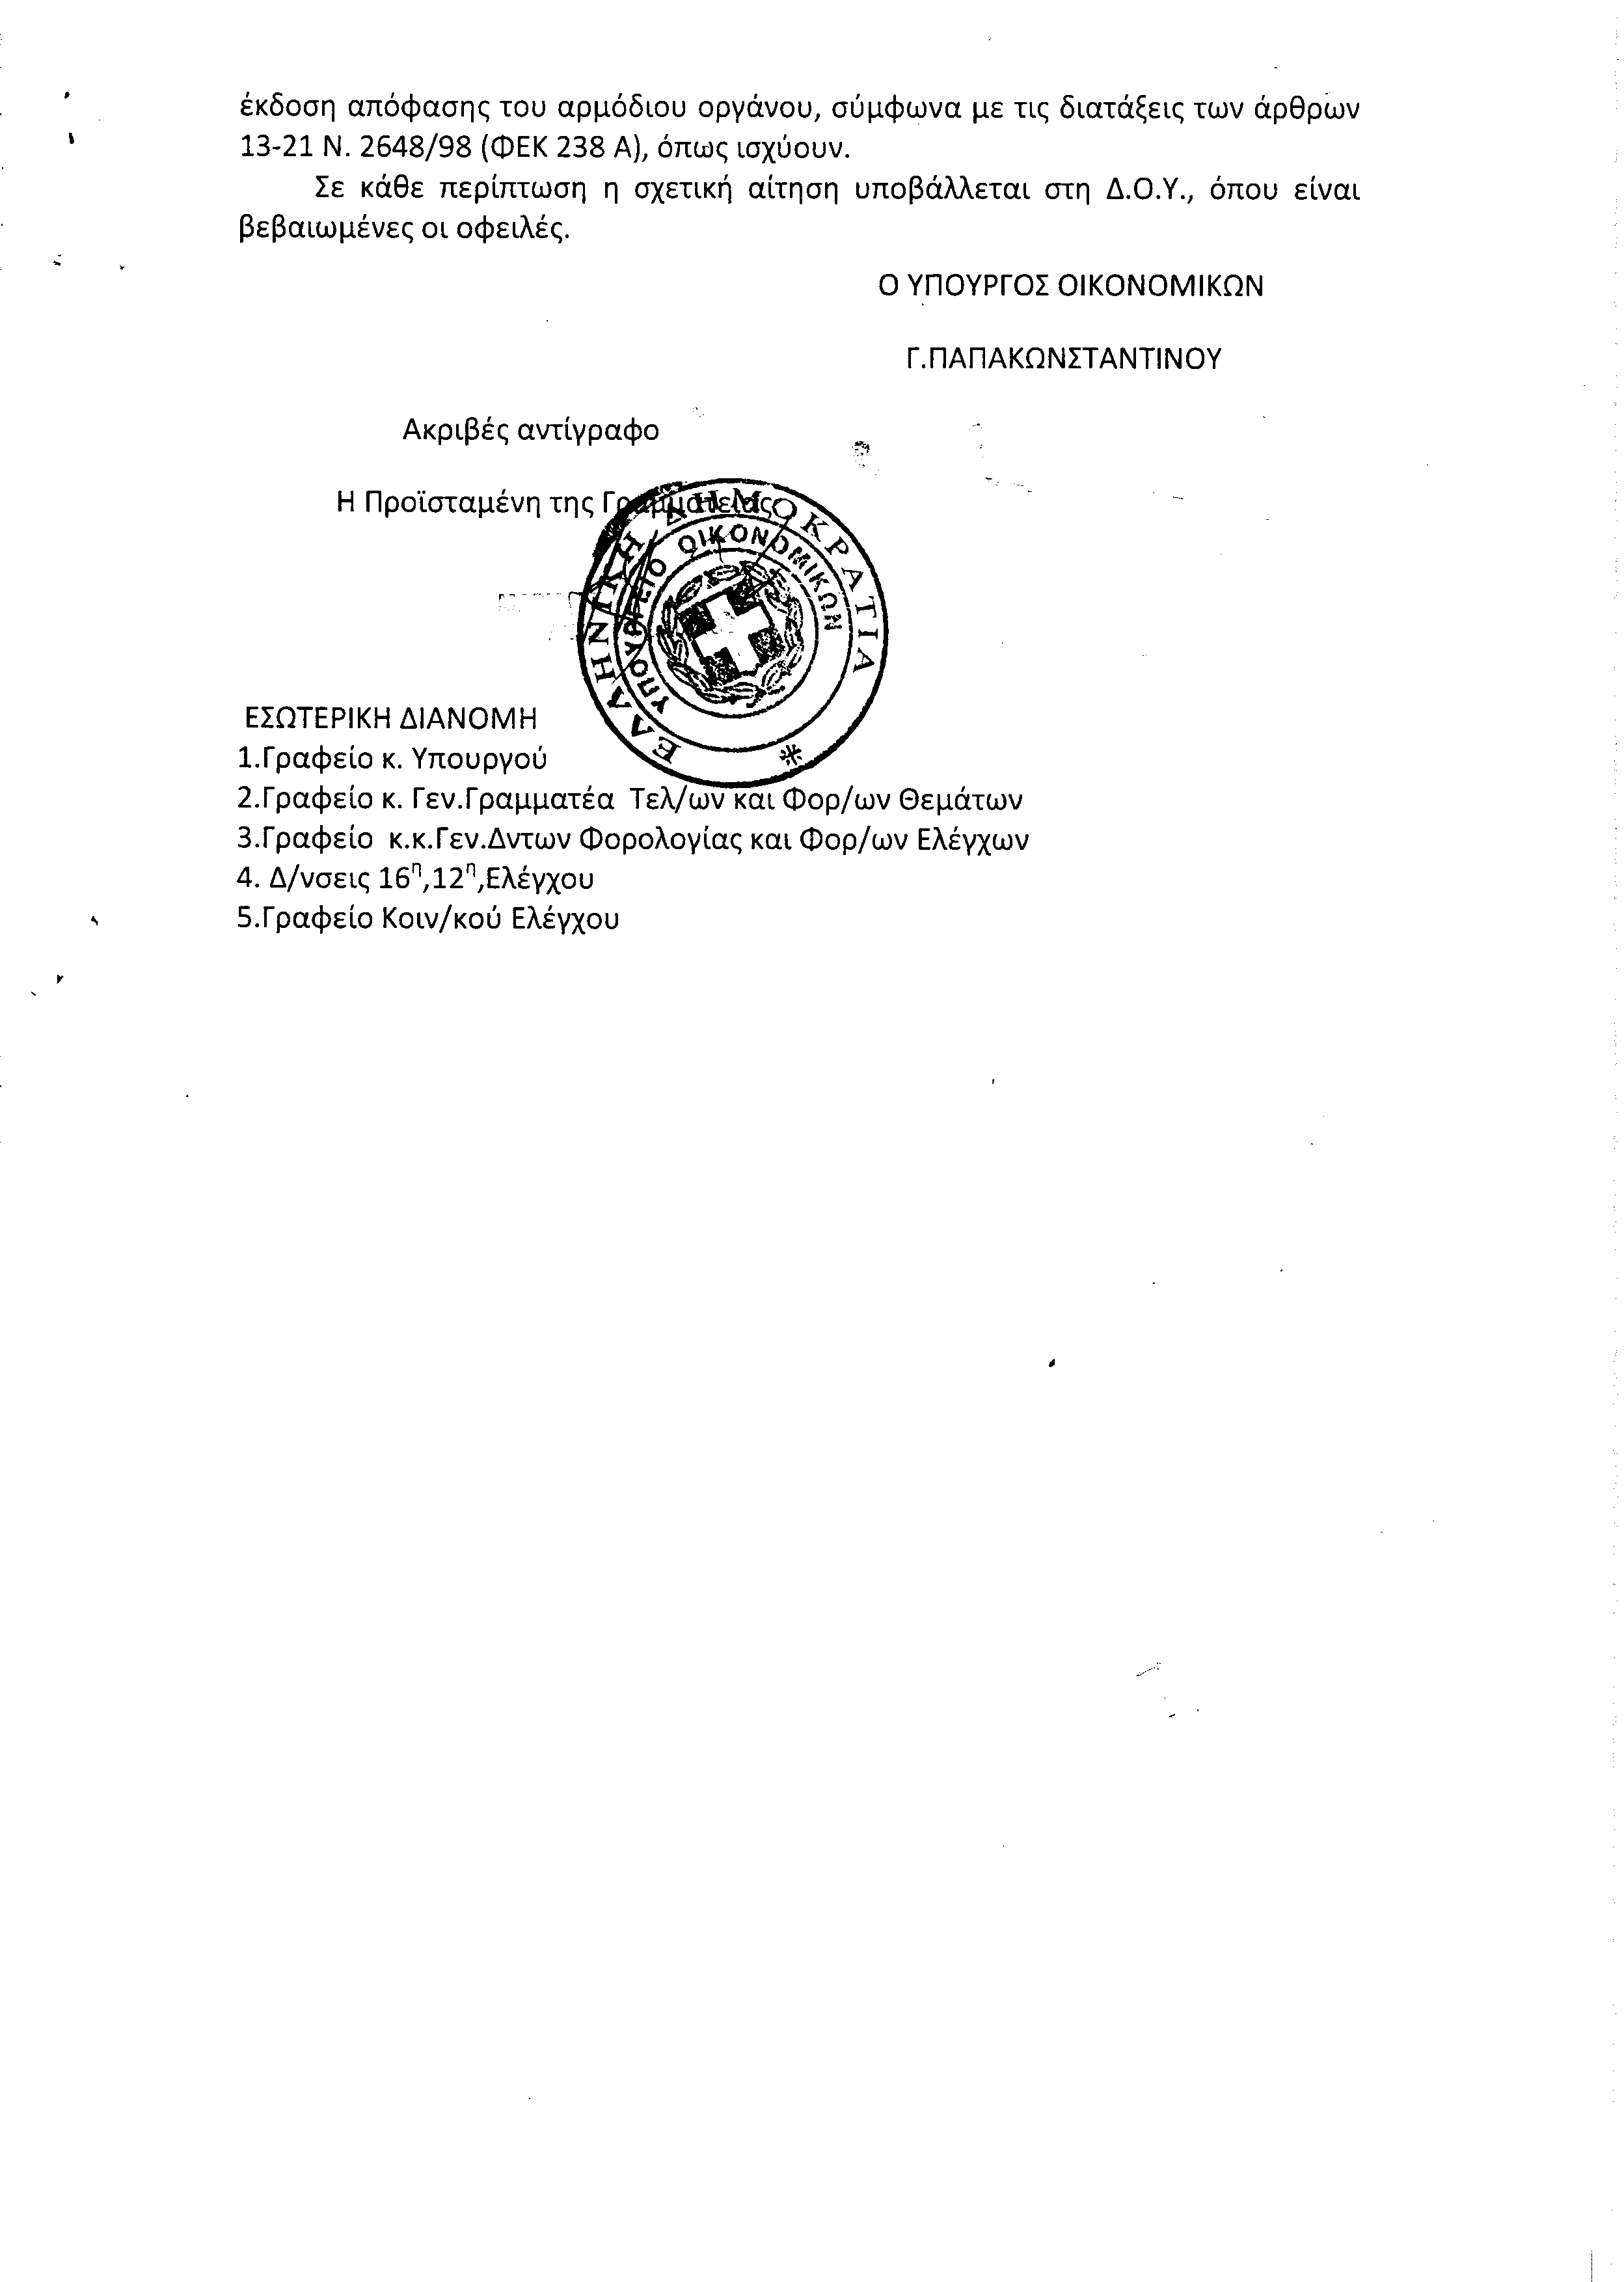 έκδοση απόφασης του αρμόδιου οργάνου, σύμφωνα με τις διατάξεις των άρθρων
13-21 Ν. 2648/98 (ΦΕΚ 238 Α), όπως ισχύουν.
Σε κάθε περίπτωση η σχετική αίτηση υποβάλλεται στη Δ.Ο.Υ., όπου είναι
βεβαιωμένες οι οφειλές.
Ο ΥΠΟΥΡΓΟΣ ΟΙΚΟΝΟΜΙΚΩΝ
Γ.ΠΑΠΑΚΩΝΣΤΑΝΤΙΝΟΥ
Ακριβές αντίγραφο
Η Προϊσταμένη της Γραμματείας
ΕΛΛΗΝΙΚΗ ΔΗΜΟΚΡΑΤΙΑ
ΥΠΟΥΡΓΕΙΟ ΟΙΚΟΝΟΜΙΚΩΝ
ΕΣΩΤΕΡΙΚΗ ΔΙΑΝΟΜΗ
1.Γραφείο κ. Υπουργού
2.Γραφείο κ. Γεν.Γραμματέα Τελ/ων και Φορ/ων Θεμάτων
3.Γραφείο κ.κ.Γεν.Δντων Φορολογίας και Φορ/ων Ελέγχων
4. Δ/νσεις 16η,12η,Ελέγχου
5.Γραφείο Κοιν/κού Ελέγχου